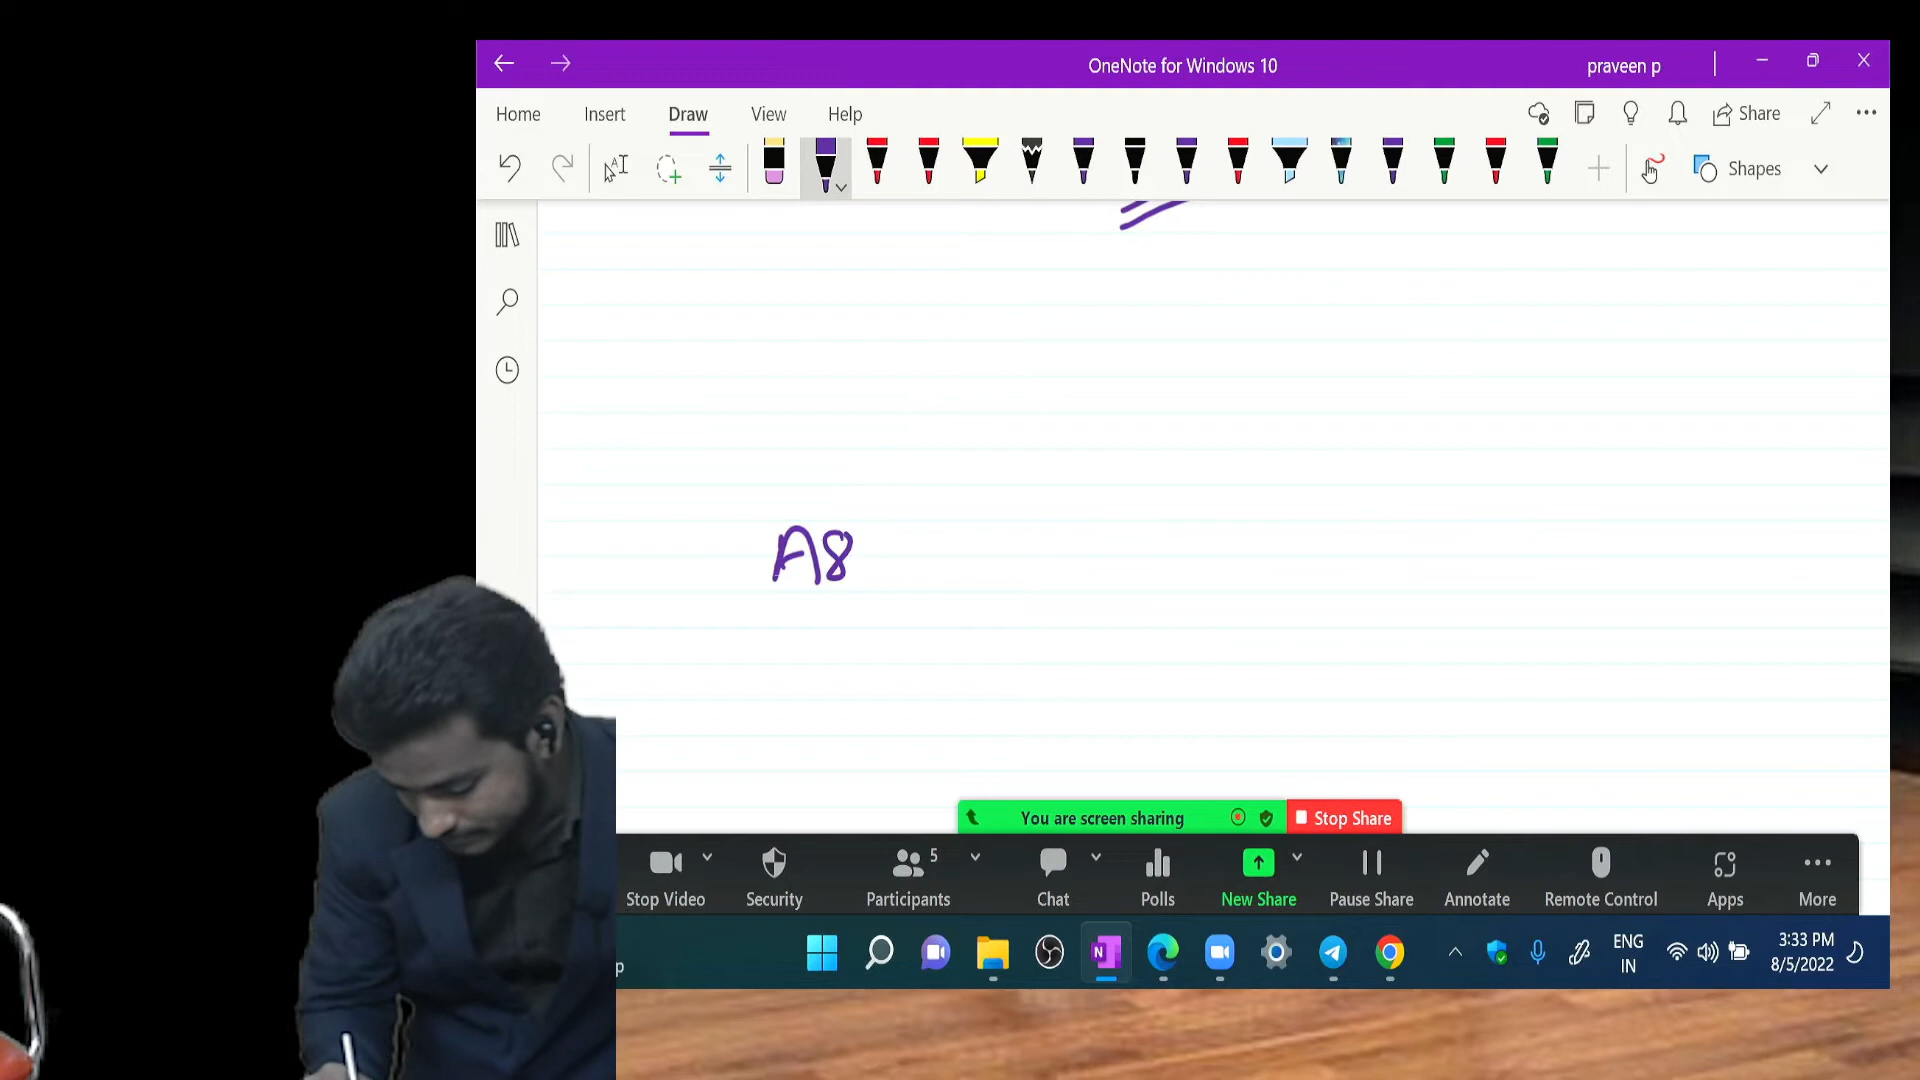 OneNote for Windows 10
praveen p
Home Insert Draw View Help
Share
Shapes
A8
You are screen sharing
Stop Share
5
Stop Video Security Participants Chat Polls New Share Pause Share Annotate Remote Control Apps More
p
ENG
IN
3:33 PM
8/5/2022